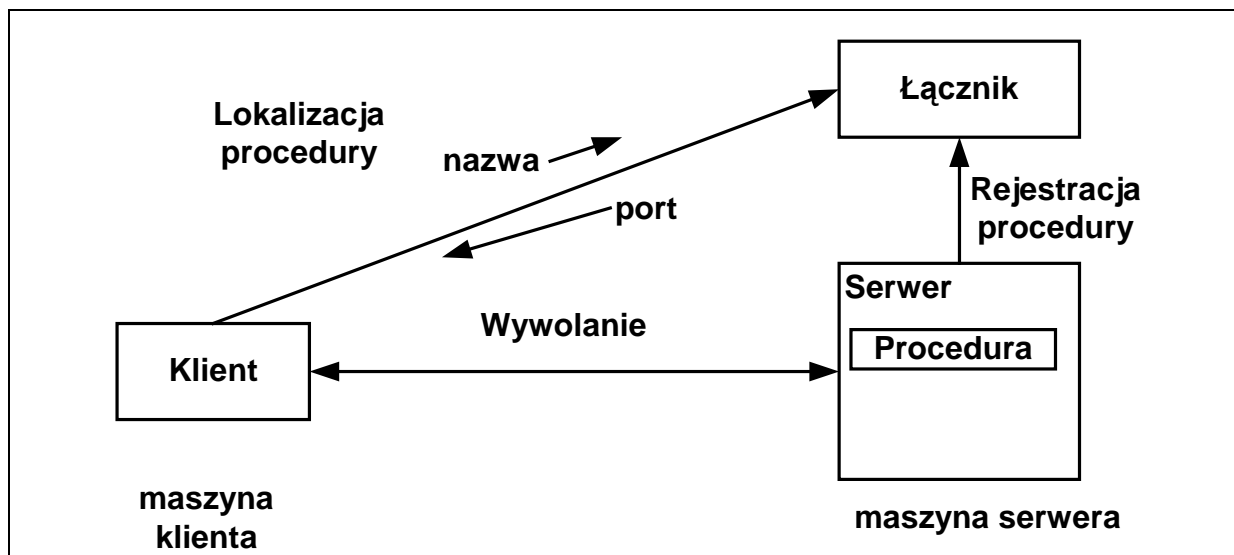 Łącznik
Lokalizacja
procedury
nazwa
port
Rejestracja
procedury
Serwer
Procedura
Wywolanie
Klient
maszyna
klienta
maszyna serwera